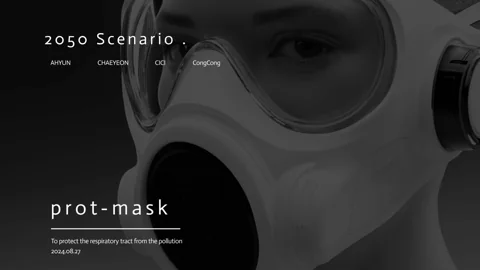 2050 Scenario .
AHYUN CHAEYEON CICI CongCong
prot-mask
To protect the respiratory tract from the pollution
2024.08.27